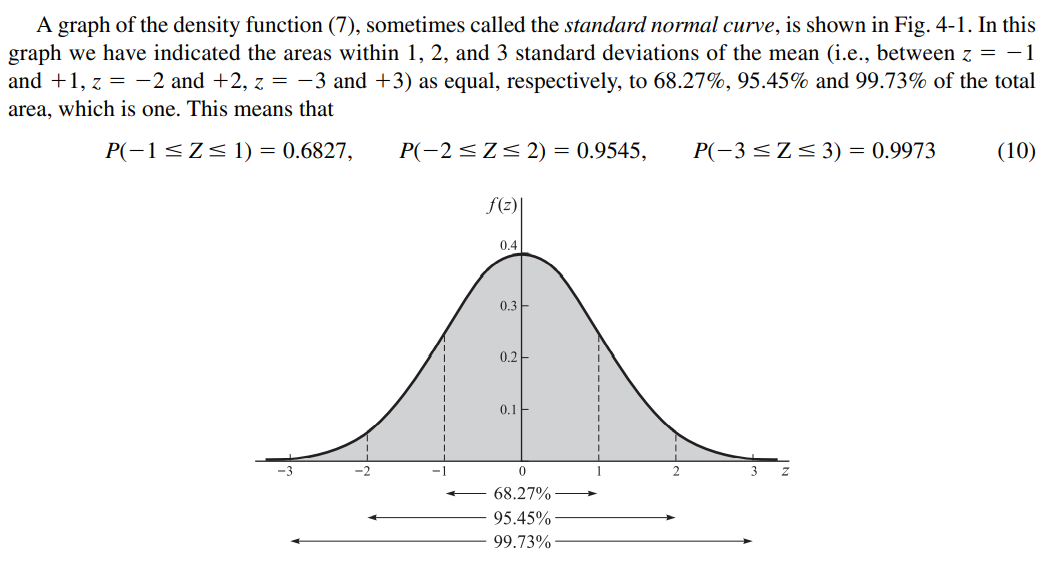 A graph of the density function (7), sometimes called the standard normal curve, is shown in Fig. 4-1. In this
graph we have indicated the areas within 1, 2, and 3 standard deviations of the mean (i.e., between z = −1
and +1, z = −2 and +2, z = −3 and +3) as equal, respectively, to 68.27%, 95.45% and 99.73% of the total
area, which is one. This means that
P(−1 ≤ Z ≤ 1) = 0.6827, P(−2 ≤ Z ≤ 2) = 0.9545, P(−3 ≤ Z ≤ 3) = 0.9973 (10)
f(z)
0.4
0.3
0.2
0.1
−3 −2 −1 0 1 2 3 z
68.27%
95.45%
99.73%